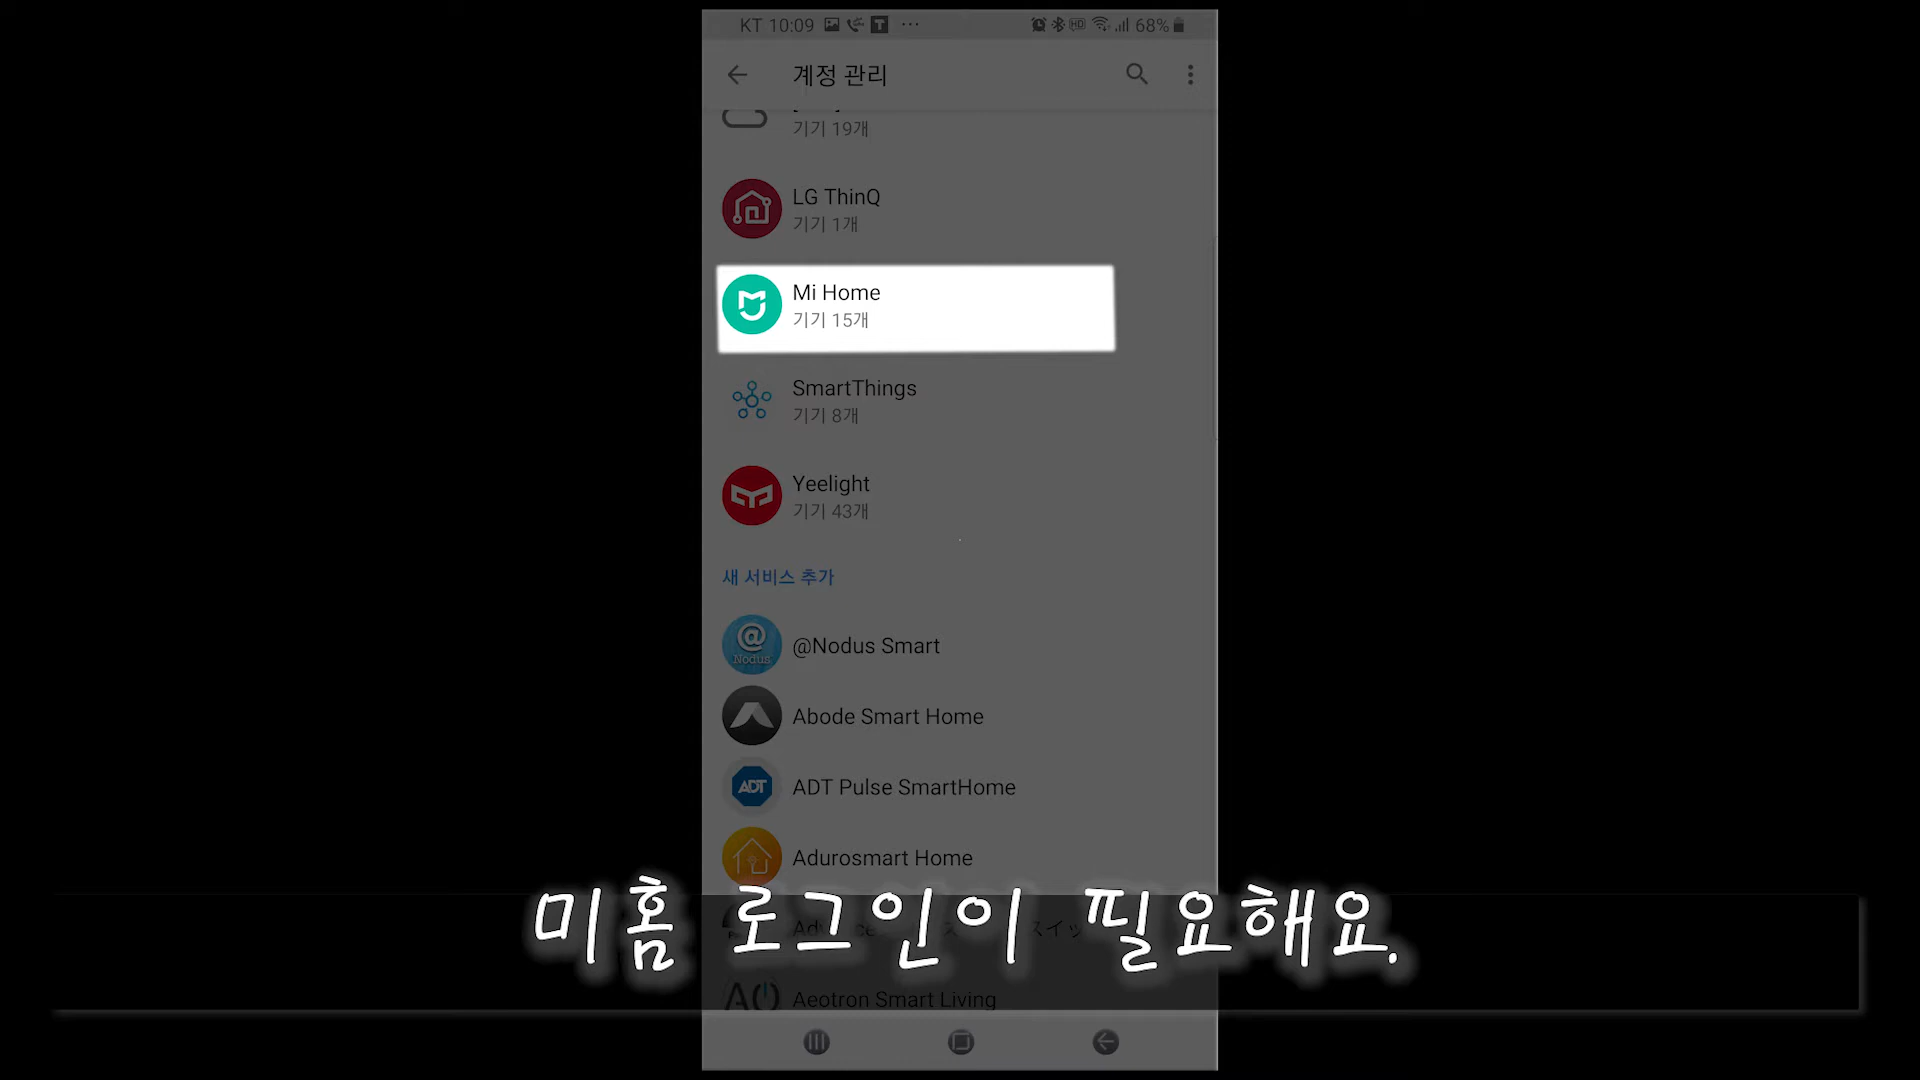 KT 10:09 68%
계정 관리
기기 19개
LG ThinQ
기기 1개
Mi Home
기기 15개
SmartThings
기기 8개
Yeelight
기기 43개
새 서비스 추가
@Nodus Smart
Abode Smart Home
ADT
ADT Pulse SmartHome
Adurosmart Home
미홈 로그인이 필요해요.
Aeotron Smart Living